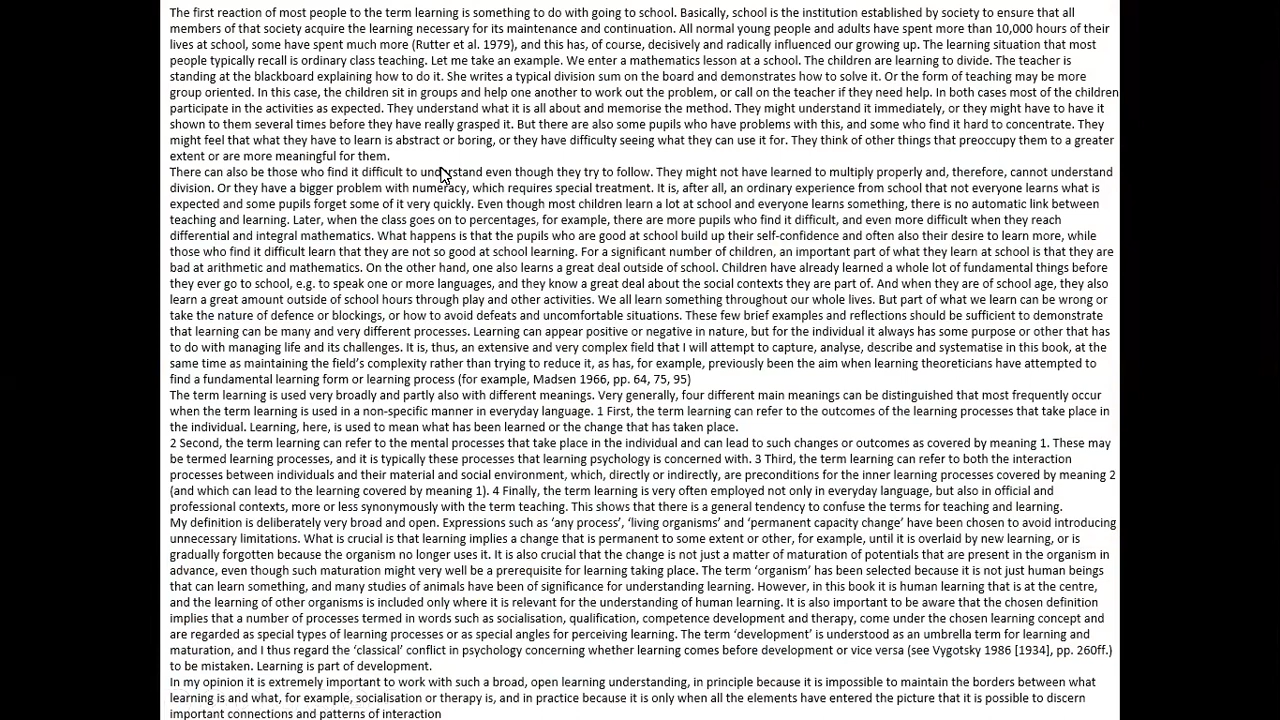 The first reaction of most people to the term learning is something to do with going to school. Basically, school is the institution established by society to ensure that all
members of that society acquire the learning necessary for its maintenance and continuation. All normal young people and adults have spent more than 10,000 hours of their
lives at school, some have spent much more (Rutter et al. 1979), and this has, of course, decisively and radically influenced our growing up. The learning situation that most
people typically recall is ordinary class teaching. Let me take an example. We enter a mathematics lesson at a school. The children are learning to divide. The teacher is
standing at the blackboard explaining how to do it. She writes a typical division sum on the board and demonstrates how to solve it. Or the form of teaching may be more
group oriented. In this case, the children sit in groups and help one another to work out the problem, or call on the teacher if they need help. In both cases most of the children
participate in the activities as expected. They understand what it is all about and memorise the method. They might understand it immediately, or they might have to have it
shown to them several times before they have really grasped it. But there are also some pupils who have problems with this, and some who find it hard to concentrate. They
might feel that what they have to learn is abstract or boring, or they have difficulty seeing what they can use it for. They think of other things that preoccupy them to a greater
extent or are more meaningful for them.
There can also be those who find it difficult to understand even though they try to follow. They might not have learned to multiply properly and, therefore, cannot understand
division. Or they have a bigger problem with numeracy, which requires special treatment. It is, after all, an ordinary experience from school that not everyone learns what is
expected and some pupils forget some of it very quickly. Even though most children learn a lot at school and everyone learns something, there is no automatic link between
teaching and learning. Later, when the class goes on to percentages, for example, there are more pupils who find it difficult, and even more difficult when they reach
differential and integral mathematics. What happens is that the pupils who are good at school build up their self-confidence and often also their desire to learn more, while
those who find it difficult learn that they are not so good at school learning. For a significant number of children, an important part of what they learn at school is that they are
bad at arithmetic and mathematics. On the other hand, one also learns a great deal outside of school. Children have already learned a whole lot of fundamental things before
they ever go to school, e.g. to speak one or more languages, and they know a great deal about the social contexts they are part of. And when they are of school age, they also
learn a great amount outside of school hours through play and other activities. We all learn something throughout our whole lives. But part of what we learn can be wrong or
take the nature of defence or blockings, or how to avoid defeats and uncomfortable situations. These few brief examples and reflections should be sufficient to demonstrate
that learning can be many and very different processes. Learning can appear positive or negative in nature, but for the individual it always has some purpose or other that has
to do with managing life and its challenges. It is, thus, an extensive and very complex field that I will attempt to capture, analyse, describe and systematise in this book, at the
same time as maintaining the field’s complexity rather than trying to reduce it, as has, for example, previously been the aim when learning theoreticians have attempted to
find a fundamental learning form or learning process (for example, Madsen 1966, pp. 64, 75, 95)
The term learning is used very broadly and partly also with different meanings. Very generally, four different main meanings can be distinguished that most frequently occur
when the term learning is used in a non-specific manner in everyday language. 1 First, the term learning can refer to the outcomes of the learning processes that take place in
the individual. Learning, here, is used to mean what has been learned or the change that has taken place.
2 Second, the term learning can refer to the mental processes that take place in the individual and can lead to such changes or outcomes as covered by meaning 1. These may
be termed learning processes, and it is typically these processes that learning psychology is concerned with. 3 Third, the term learning can refer to both the interaction
processes between individuals and their material and social environment, which, directly or indirectly, are preconditions for the inner learning processes covered by meaning 2
(and which can lead to the learning covered by meaning 1). 4 Finally, the term learning is very often employed not only in everyday language, but also in official and
professional contexts, more or less synonymously with the term teaching. This shows that there is a general tendency to confuse the terms for teaching and learning.
My definition is deliberately very broad and open. Expressions such as ‘any process’, ‘living organisms’ and ‘permanent capacity change’ have been chosen to avoid introducing
unnecessary limitations. What is crucial is that learning implies a change that is permanent to some extent or other, for example, until it is overlaid by new learning, or is
gradually forgotten because the organism no longer uses it. It is also crucial that the change is not just a matter of maturation of potentials that are present in the organism in
advance, even though such maturation might very well be a prerequisite for learning taking place. The term ‘organism’ has been selected because it is not just human beings
that can learn something, and many studies of animals have been of significance for understanding learning. However, in this book it is human learning that is at the centre,
and the learning of other organisms is included only where it is relevant for the understanding of human learning. It is also important to be aware that the chosen definition
implies that a number of processes termed in words such as socialisation, qualification, competence development and therapy, come under the chosen learning concept and
are regarded as special types of learning processes or as special angles for perceiving learning. The term ‘development’ is understood as an umbrella term for learning and
maturation, and I thus regard the ‘classical’ conflict in psychology concerning whether learning comes before development or vice versa (see Vygotsky 1986 [1934], pp. 260ff.)
to be mistaken. Learning is part of development.
In my opinion it is extremely important to work with such a broad, open learning understanding, in principle because it is impossible to maintain the borders between what
learning is and what, for example, socialisation or therapy is, and in practice because it is only when all the elements have entered the picture that it is possible to discern
important connections and patterns of interaction